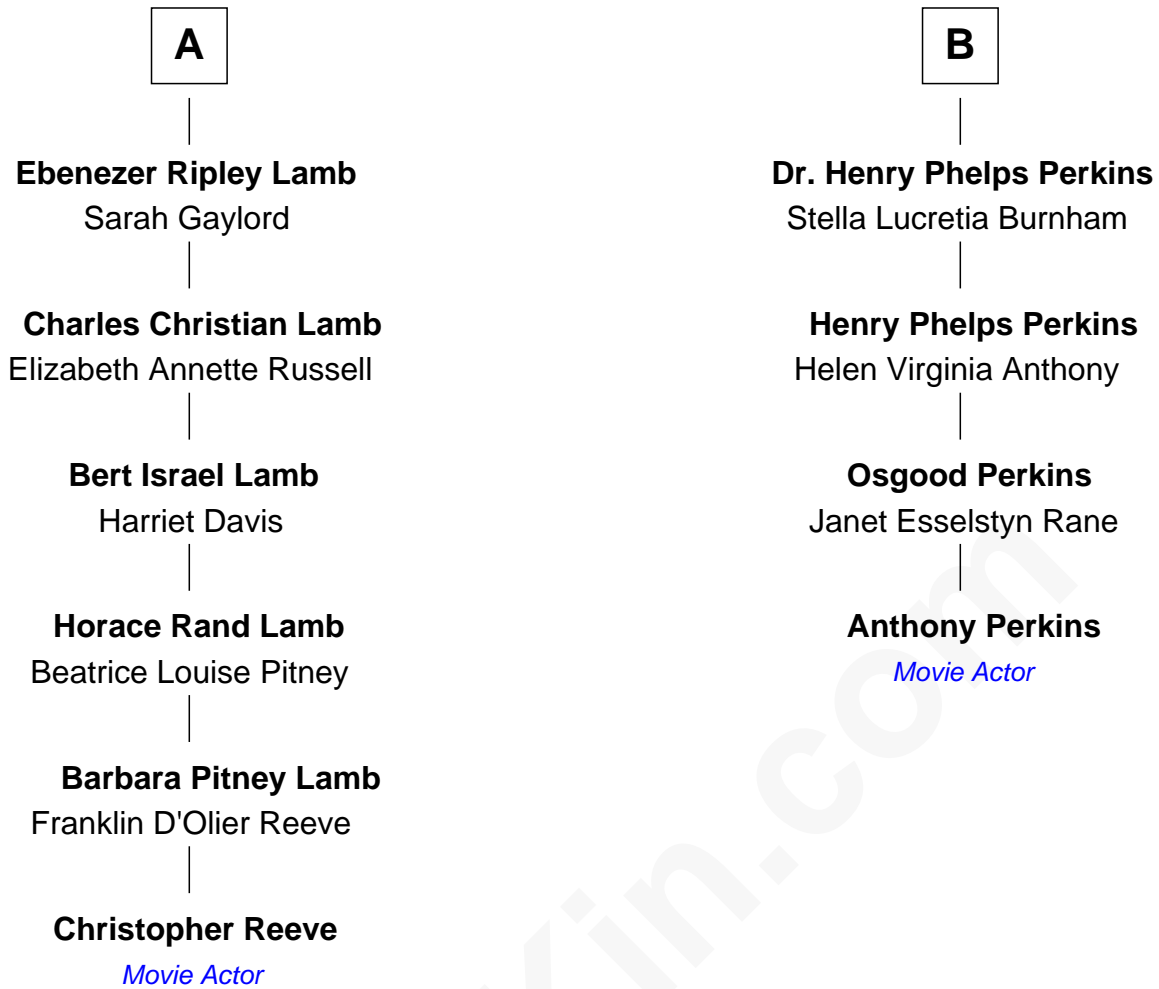 A
Ebenezer Ripley Lamb
Sarah Gaylord
Charles Christian Lamb
Elizabeth Annette Russell
Bert Israel Lamb
Harriet Davis
Horace Rand Lamb
Beatrice Louise Pitney
Barbara Pitney Lamb
Franklin D'Olier Reeve
Christopher Reeve
Movie Actor
B
Dr. Henry Phelps Perkins
Stella Lucretia Burnham
Henry Phelps Perkins
Helen Virginia Anthony
Osgood Perkins
Janet Esselstyn Rane
Anthony Perkins
Movie Actor